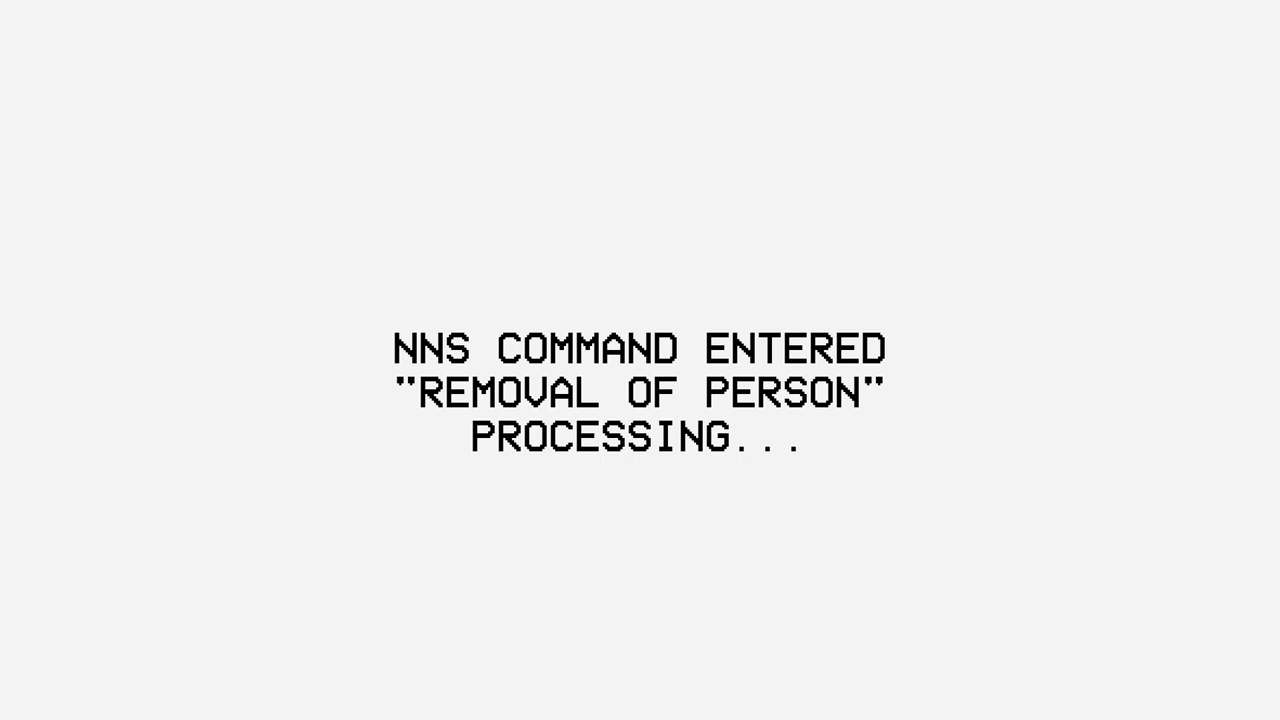 NNS COMMAND ENTERED
"REMOVAL OF PERSON"
PROCESSING...